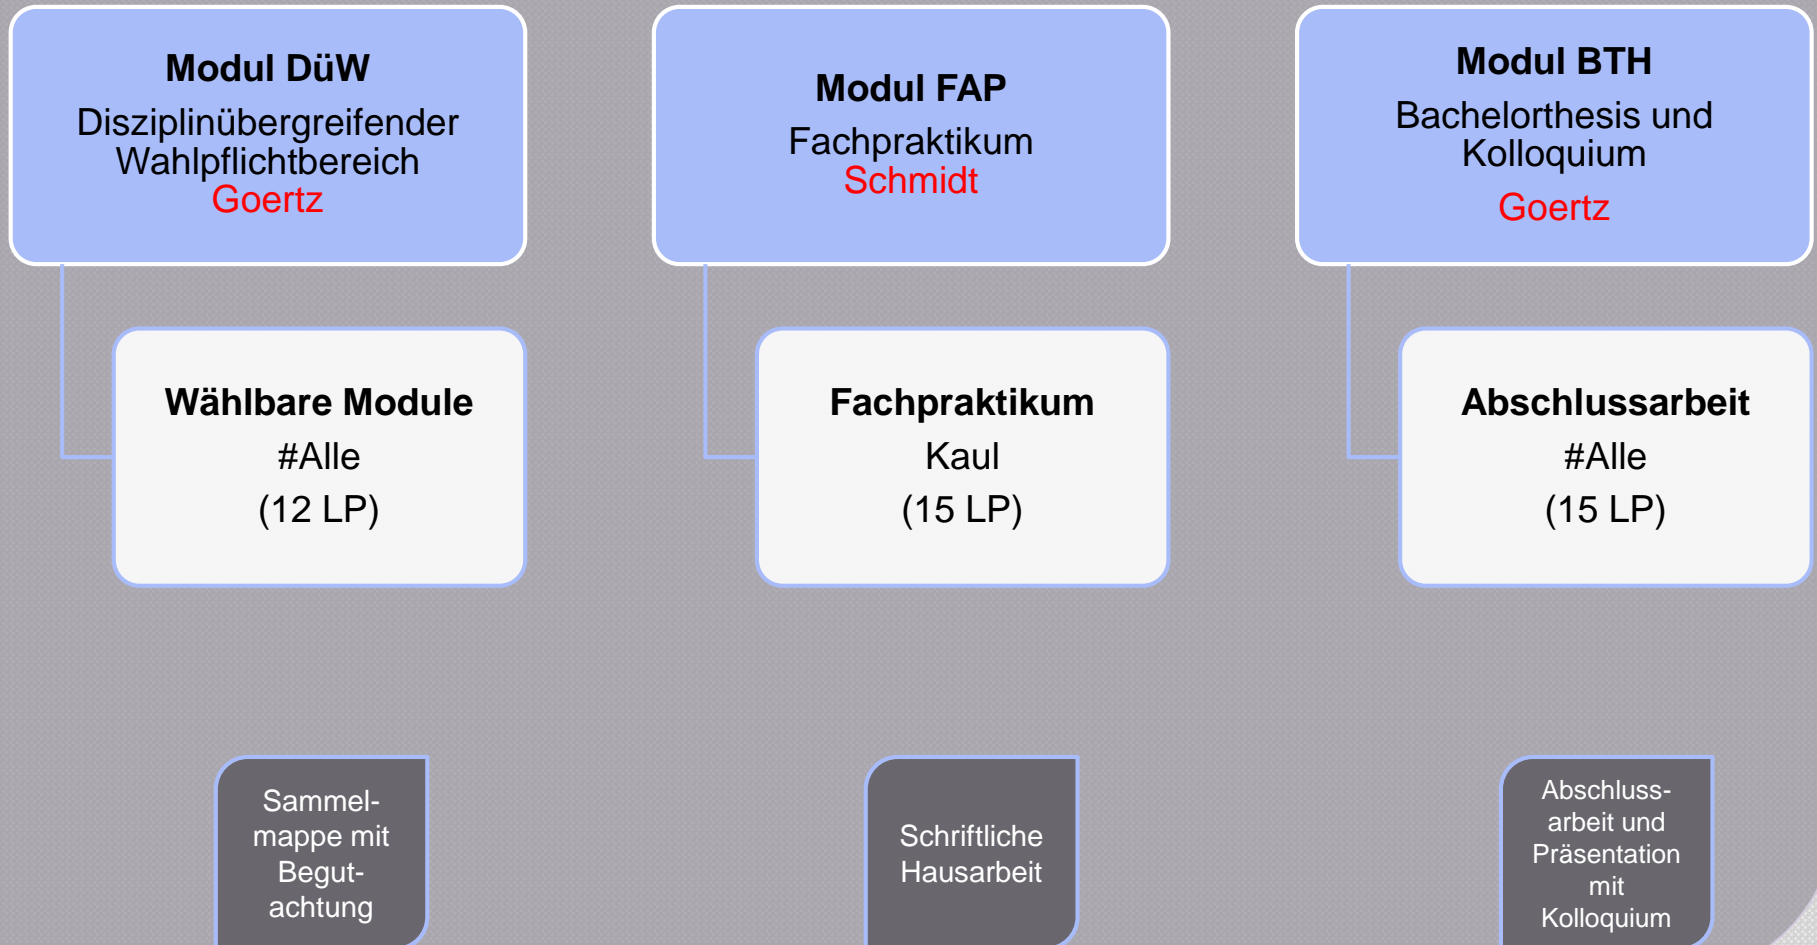 Modul DüW
Disziplinübergreifender
Wahlpflichtbereich
Goertz
Wählbare Module
#Alle
(12 LP)
Sammel-
mappe mit
Begut-
achtung
Modul FAP
Fachpraktikum
Schmidt
Fachpraktikum
Kaul
(15 LP)
Schriftliche
Hausarbeit
Modul BTH
Bachelorthesis und
Kolloquium
Goertz
Abschlussarbeit
#Alle
(15 LP)
Abschluss-
arbeit und
Präsentation
mit
Kolloquium